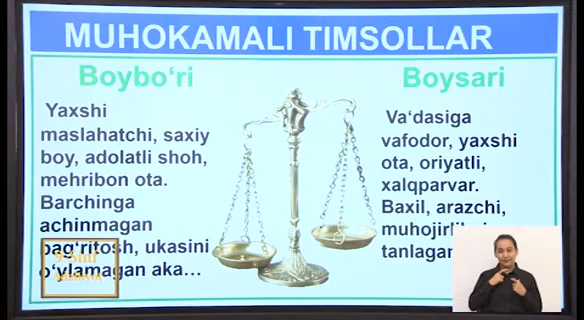 MUHOKAMALI TIMSOLLAR
Boybo‘ri
Yaxshi
maslahatchi, saxiy
boy, adolatli shoh,
mehribon ota.
Barchinga
achinmagan
bag‘ritosh, ukasini
o‘ylamagan aka...
Boysari
Va‘dasiga
vafodor, yaxshi
ota, oriyatli,
xalqparvar.
Baxil, arazchi,
tanlagan
9-Sinf
Adabiyot